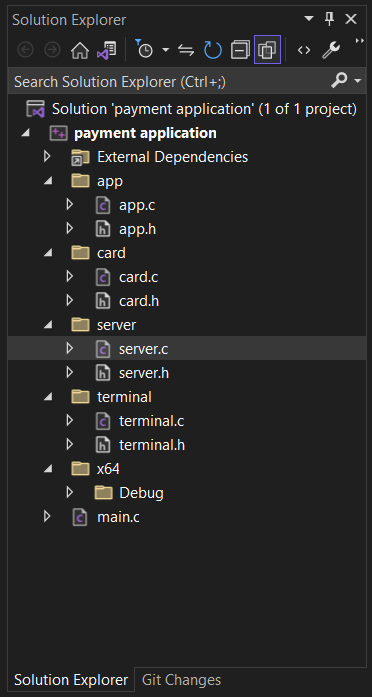 Solution Explorer
Search Solution Explorer (Ctrl+;)
Solution 'payment application' (1 of 1 project)
payment application
External Dependencies
app
app.c
app.h
card
card.c
card.h
server
server.c
server.h
terminal
terminal.c
terminal.h
x64
Debug
main.c
Solution Explorer Git Changes